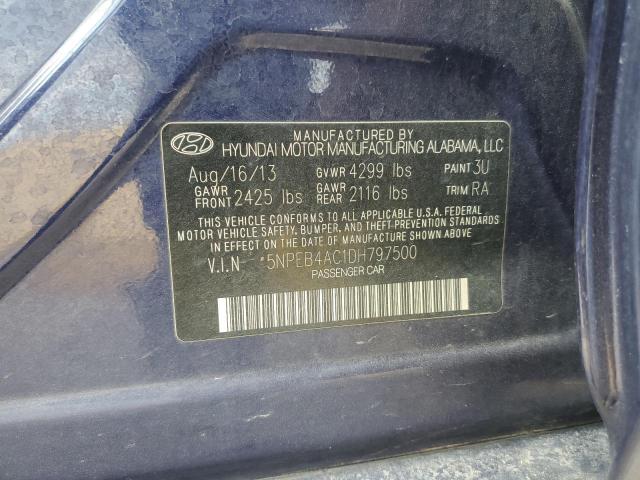 MANUFACTURED BY
HYUNDAI MOTOR MANUFACTURING ALABAMA, LLC
Aug/16/13 GVWR 4299 lbs PAINT 3U
GAWR FRONT 2425 lbs GAWR REAR 2116 lbs TRIM RA
THIS VEHICLE CONFORMS TO ALL APPLICABLE U.S.A. FEDERAL
MOTOR VEHICLE SAFETY, BUMPER, AND THEFT-PREVENTION STANDARDS
IN EFFECT ON THE DATE OF MANUFACTURE SHOWN ABOVE.
V.I.N *5NPEB4AC1DH797500
PASSENGER CAR